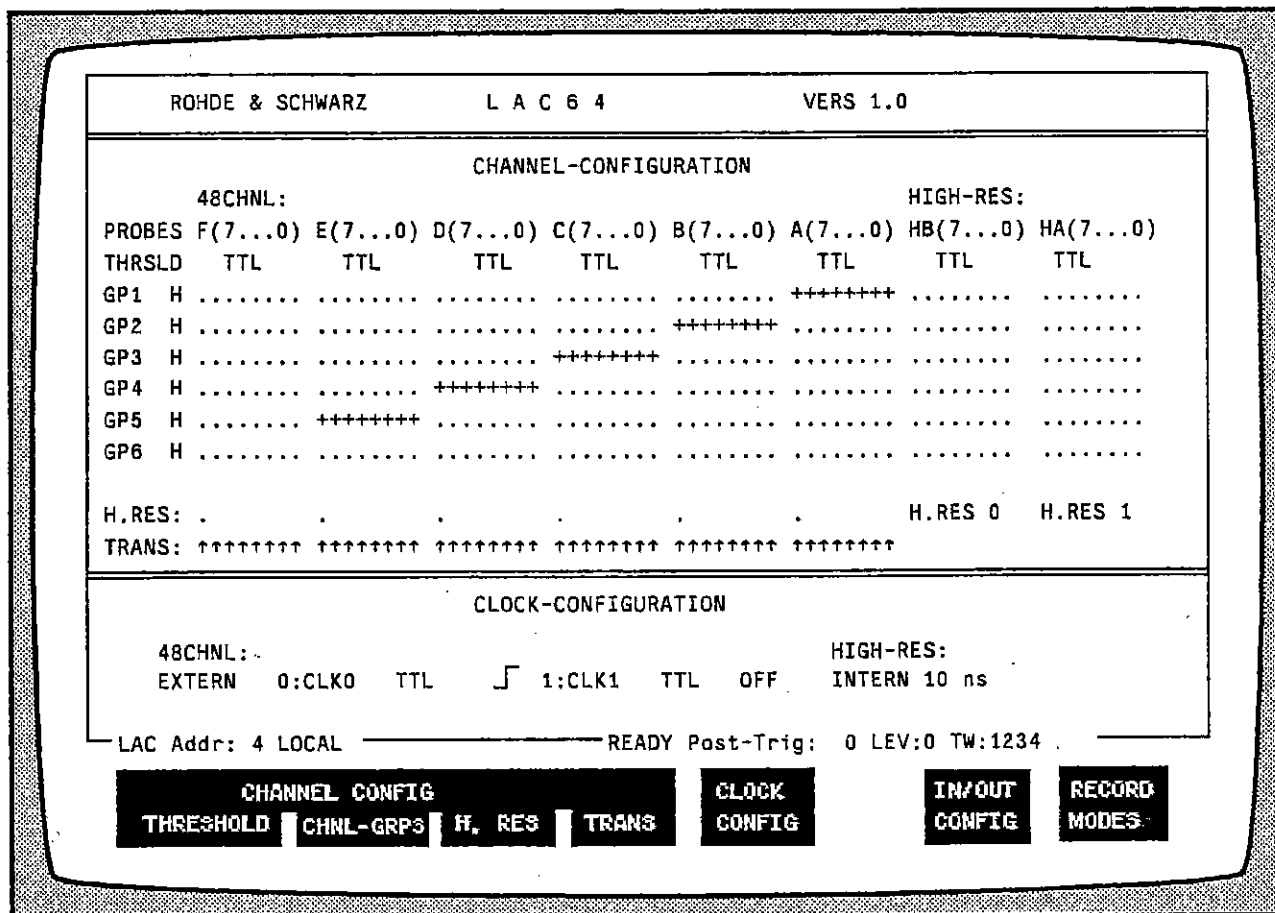 ROHDE & SCHWARZ L A C 6 4 VERS 1.0
CHANNEL-CONFIGURATION
48CHNL: HIGH-RES:
PROBES F(7...0) E(7...0) D(7...0) C(7...0) B(7...0) A(7...0) HB(7...0) HA(7...0)
THRSLD TTL TTL TTL TTL TTL TTL TTL TTL
GP1 H ........ ........ ........ ........ ........ ++++++++ ........ ........
GP2 H ........ ........ ........ ........ ++++++++ ........ ........ ........
GP3 H ........ ........ ........ ++++++++ ........ ........ ........ ........
GP4 H ........ ........ ++++++++ ........ ........ ........ ........ ........
GP5 H ........ ++++++++ ........ ........ ........ ........ ........ ........
GP6 H ........ ........ ........ ........ ........ ........ ........ ........
H.RES: . . . . . . H.RES 0 H.RES 1
TRANS: ↑↑↑↑↑↑↑↑ ↑↑↑↑↑↑↑↑ ↑↑↑↑↑↑↑↑ ↑↑↑↑↑↑↑↑ ↑↑↑↑↑↑↑↑ ↑↑↑↑↑↑↑↑
CLOCK-CONFIGURATION
48CHNL: HIGH-RES:
EXTERN 0:CLK0 TTL 1:CLK1 TTL OFF INTERN 10 ns
LAC Addr: 4 LOCAL READY Post-Trig: 0 LEV:0 TW:1234
CHANNEL CONFIG CLOCK IN/OUT RECORD
THRESHOLD CHNL-GRPS H. RES TRANS CONFIG CONFIG MODES